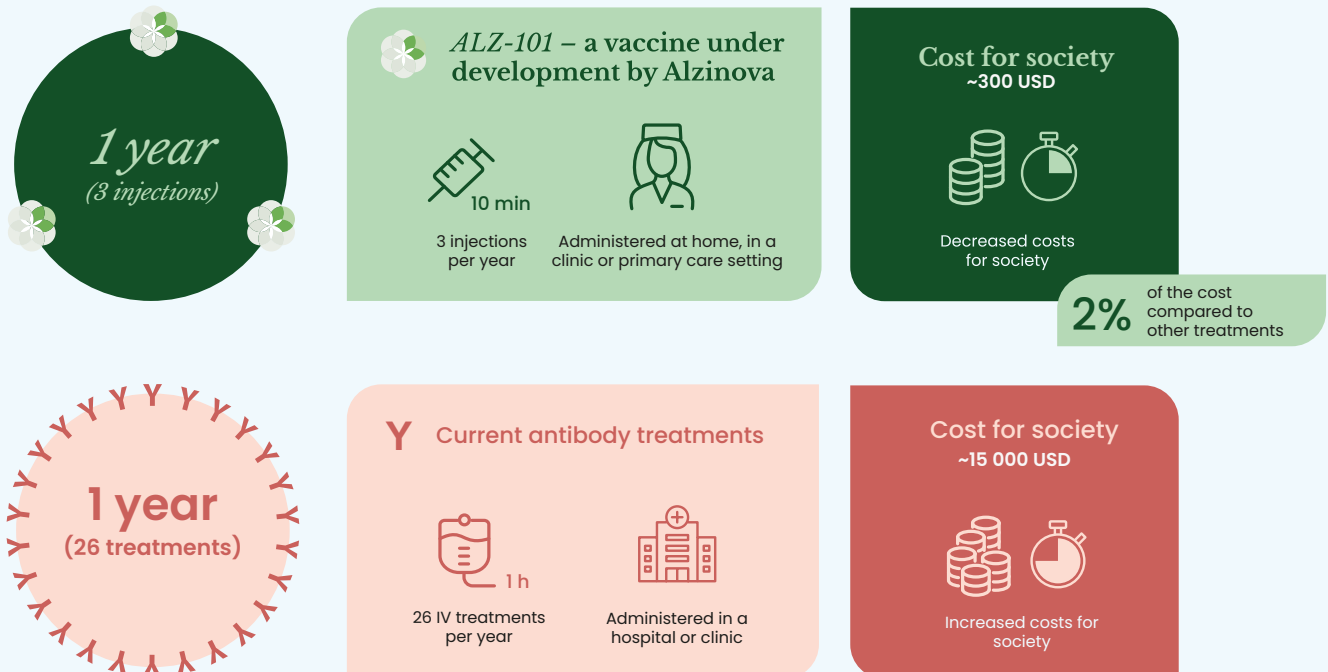 1 year
(3 injections)
ALZ-101 – a vaccine under
development by Alzinova
10 min
3 injections
per year
Administered at home, in a
clinic or primary care setting
Cost for society
~300 USD
Decreased costs
for society
2%
of the cost
compared to
other treatments
1 year
(26 treatments)
Y
Current antibody treatments
1 h
26 IV treatments
per year
Administered in a
hospital or clinic
Cost for society
~15 000 USD
Increased costs for
society